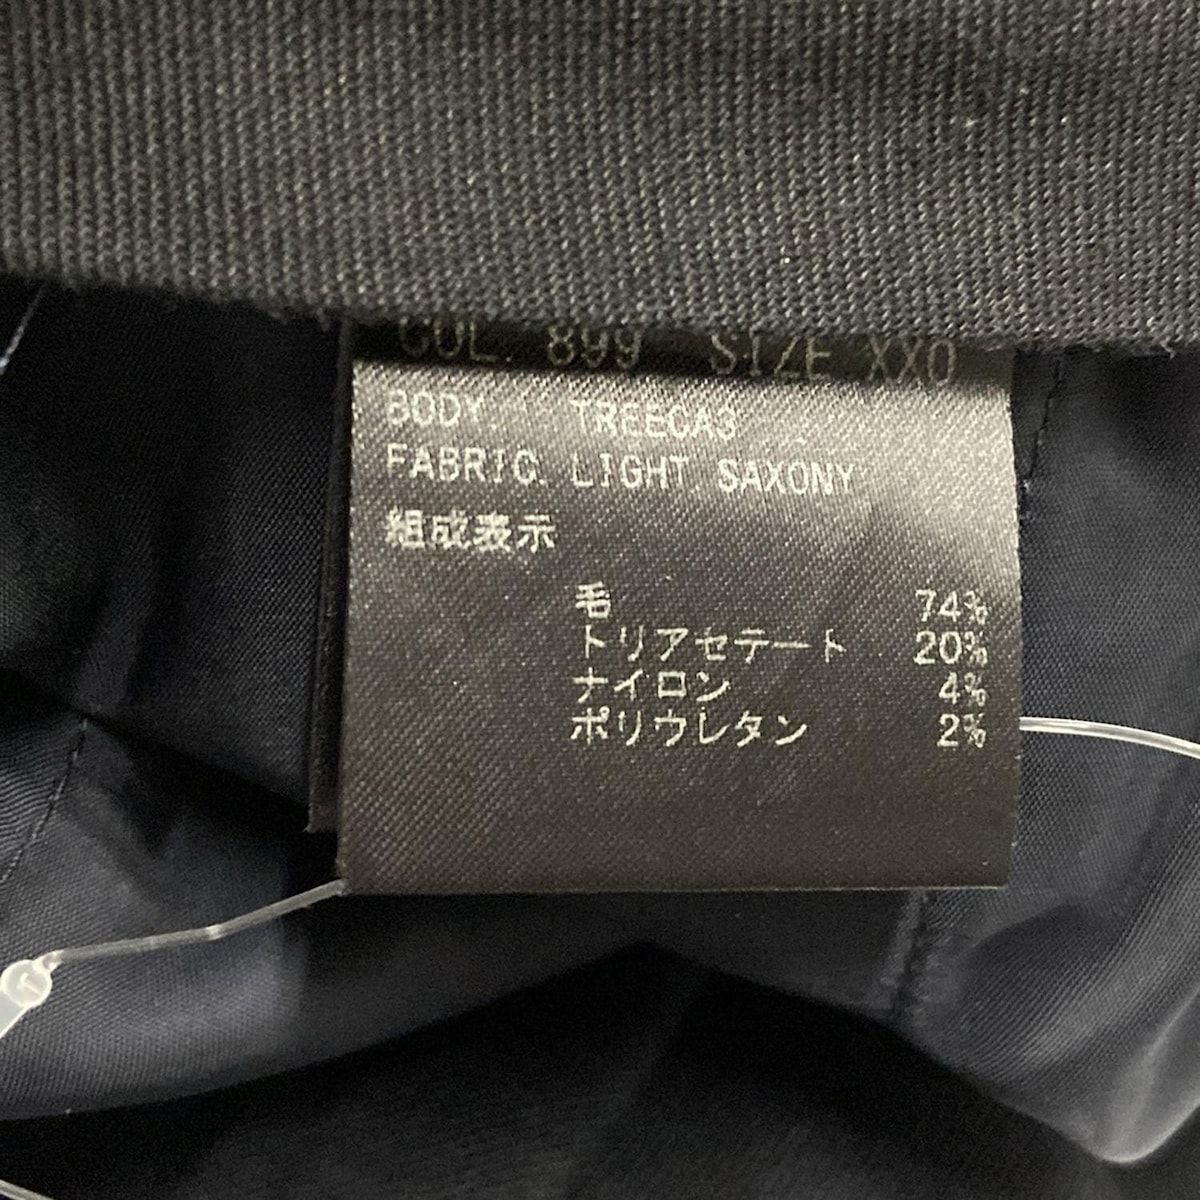 COL. 899 SIZE XXO
BODY. TREECA3
FABRIC. LIGHT. SAXONY
組成表示
毛 74%
トリアセテート 20%
ナイロン 4%
ポリウレタン 2%